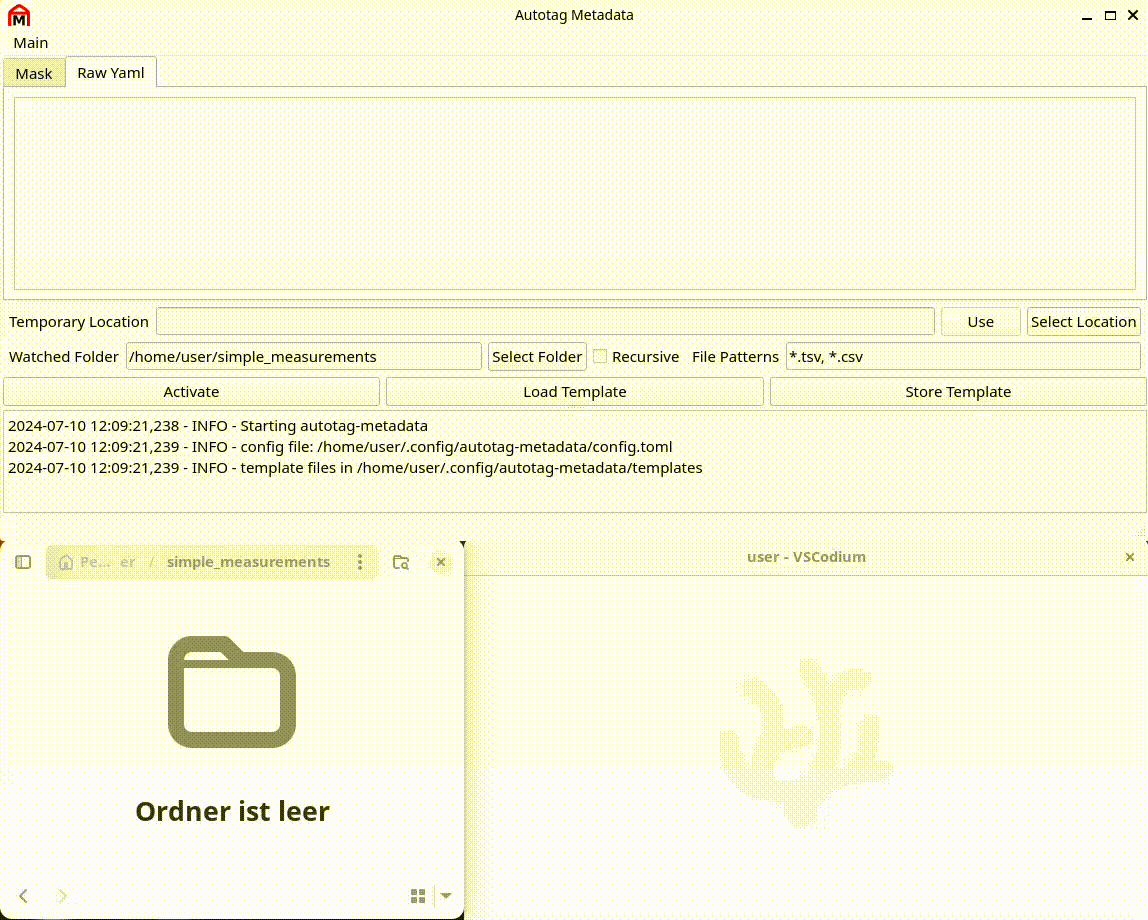 Autotag Metadata
Main
Mask Raw Yaml
Temporary Location Use Select Location
Watched Folder /home/user/simple_measurements Select Folder Recursive File Patterns *.tsv, *.csv
Activate Load Template Store Template
2024-07-10 12:09:21,238 - INFO - Starting autotag-metadata
2024-07-10 12:09:21,239 - INFO - config file: /home/user/.config/autotag-metadata/config.toml
2024-07-10 12:09:21,239 - INFO - template files in /home/user/.config/autotag-metadata/templates
Pe... er / simple_measurements
user - VSCodium
Ordner ist leer